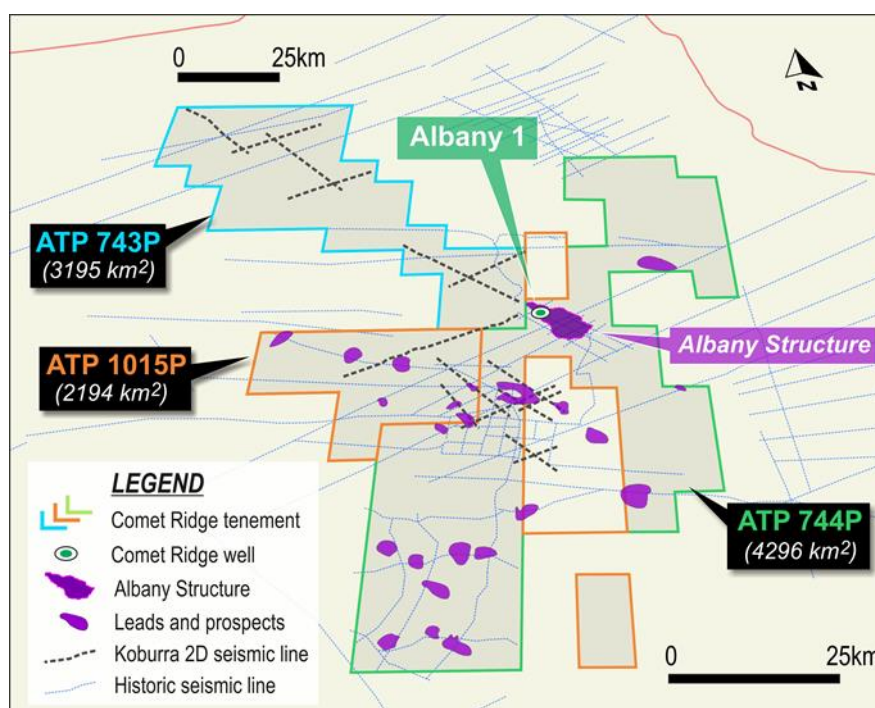 0 25km
N
Albany 1
ATP 743P
(3195 km²)
Albany Structure
ATP 1015P
(2194 km²)
ATP 744P
(4296 km²)
LEGEND
Comet Ridge tenement
Comet Ridge well
Albany Structure
Leads and prospects
Koburra 2D seismic line
Historic seismic line
0 25km